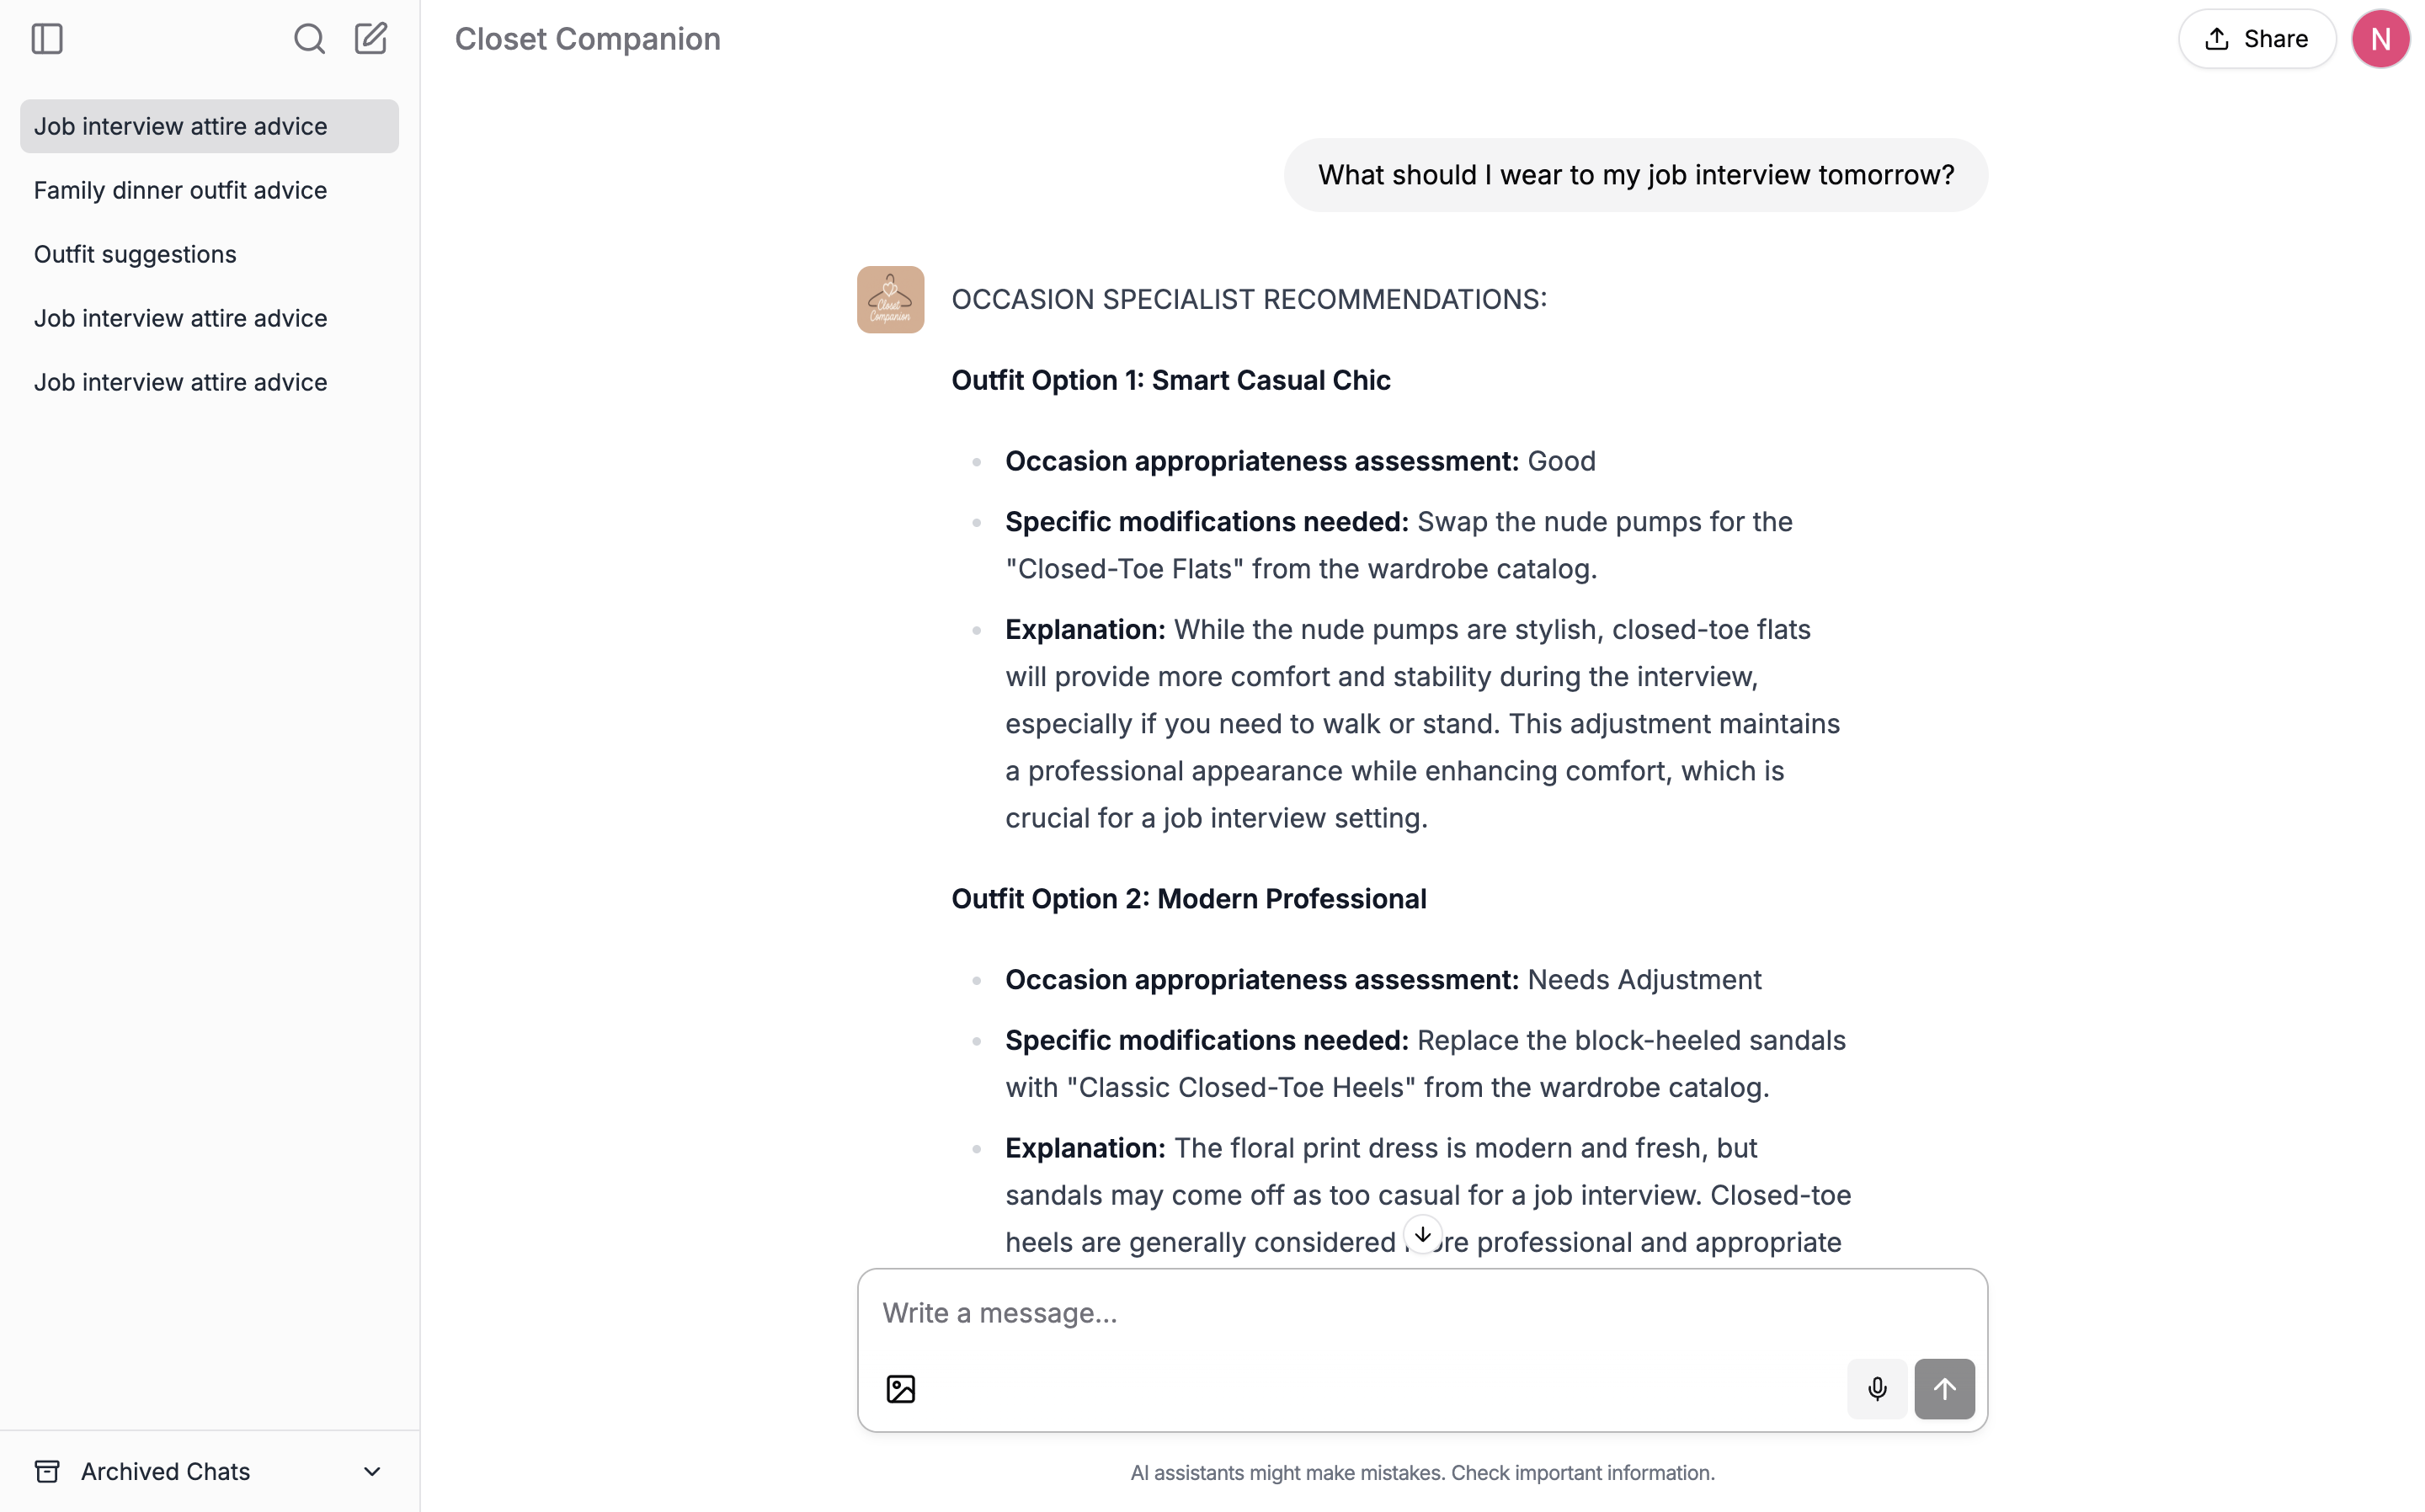 Closet Companion
Share
N
Job interview attire advice
Family dinner outfit advice
Outfit suggestions
Job interview attire advice
Job interview attire advice
Archived Chats
What should I wear to my job interview tomorrow?
Closet
Companion
OCCASION SPECIALIST RECOMMENDATIONS:
Outfit Option 1: Smart Casual Chic
Occasion appropriateness assessment: Good
Specific modifications needed: Swap the nude pumps for the
"Closed-Toe Flats" from the wardrobe catalog.
Explanation: While the nude pumps are stylish, closed-toe flats
will provide more comfort and stability during the interview,
especially if you need to walk or stand. This adjustment maintains
a professional appearance while enhancing comfort, which is
crucial for a job interview setting.
Outfit Option 2: Modern Professional
Occasion appropriateness assessment: Needs Adjustment
Specific modifications needed: Replace the block-heeled sandals
with "Classic Closed-Toe Heels" from the wardrobe catalog.
Explanation: The floral print dress is modern and fresh, but
sandals may come off as too casual for a job interview. Closed-toe
heels are generally considered more professional and appropriate
Write a message...
AI assistants might make mistakes. Check important information.